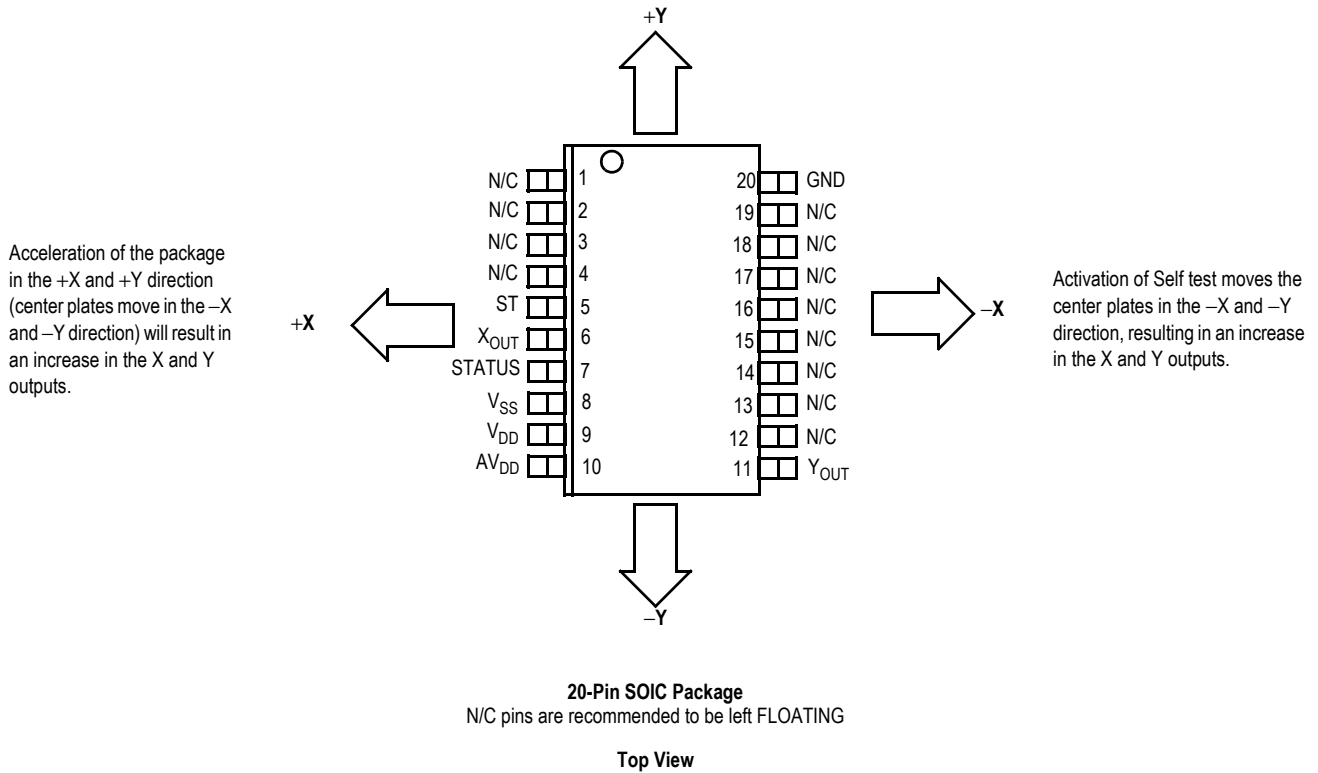 +Y
N/C 1
N/C 2
N/C 3
N/C 4
ST 5
XOUT 6
STATUS 7
VSS 8
VDD 9
AVDD 10
20 GND
19 N/C
18 N/C
17 N/C
16 N/C
15 N/C
14 N/C
13 N/C
12 N/C
11 YOUT
Acceleration of the package
in the +X and +Y direction
(center plates move in the –X
and –Y direction) will result in
an increase in the X and Y
outputs.
+X
–X
Activation of Self test moves the
center plates in the –X and –Y
direction, resulting in an increase
in the X and Y outputs.
–Y
20-Pin SOIC Package
N/C pins are recommended to be left FLOATING
Top View